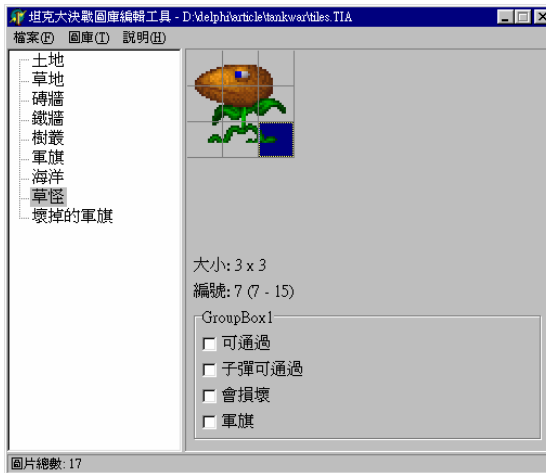 坦克大決戰圖庫編輯工具 - D:\delphi\article\tankwar\tiles.TIA
檔案(F) 圖庫(I) 說明(H)
土地
草地
磚牆
鐵牆
樹叢
軍旗
海洋
草怪
壞掉的軍旗
大小: 3 x 3
編號: 7 (7 - 15)
GroupBox1
可通過
子彈可通過
會損壞
軍旗
圖片總數: 17